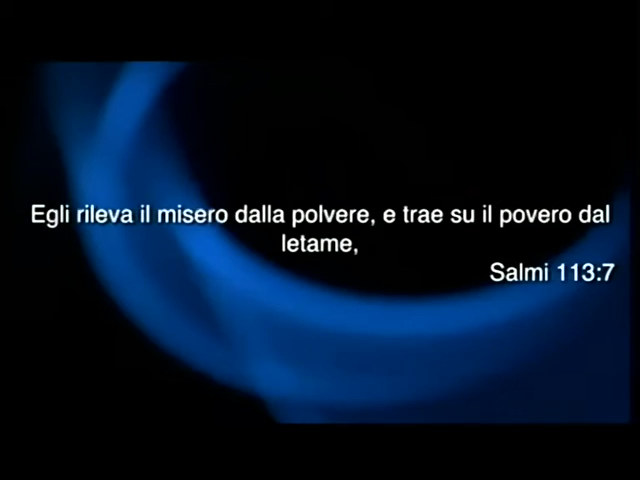 Egli rileva il misero dalla polvere, e trae su il povero dal
letame,
Salmi 113:7